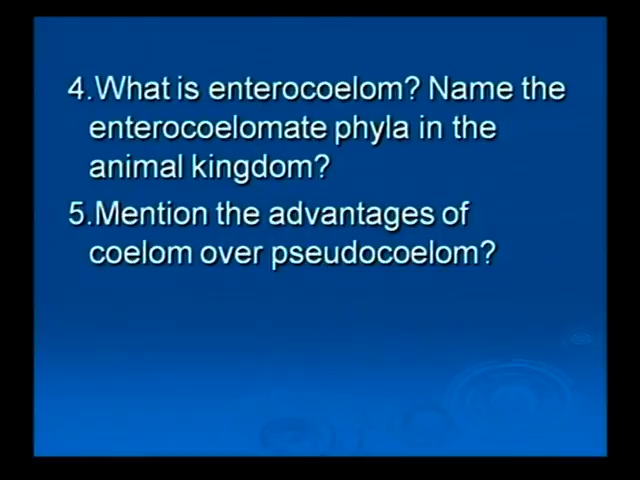 4.What is enterocoelom? Name the
enterocoelomate phyla in the
animal kingdom?
5.Mention the advantages of
coelom over pseudocoelom?